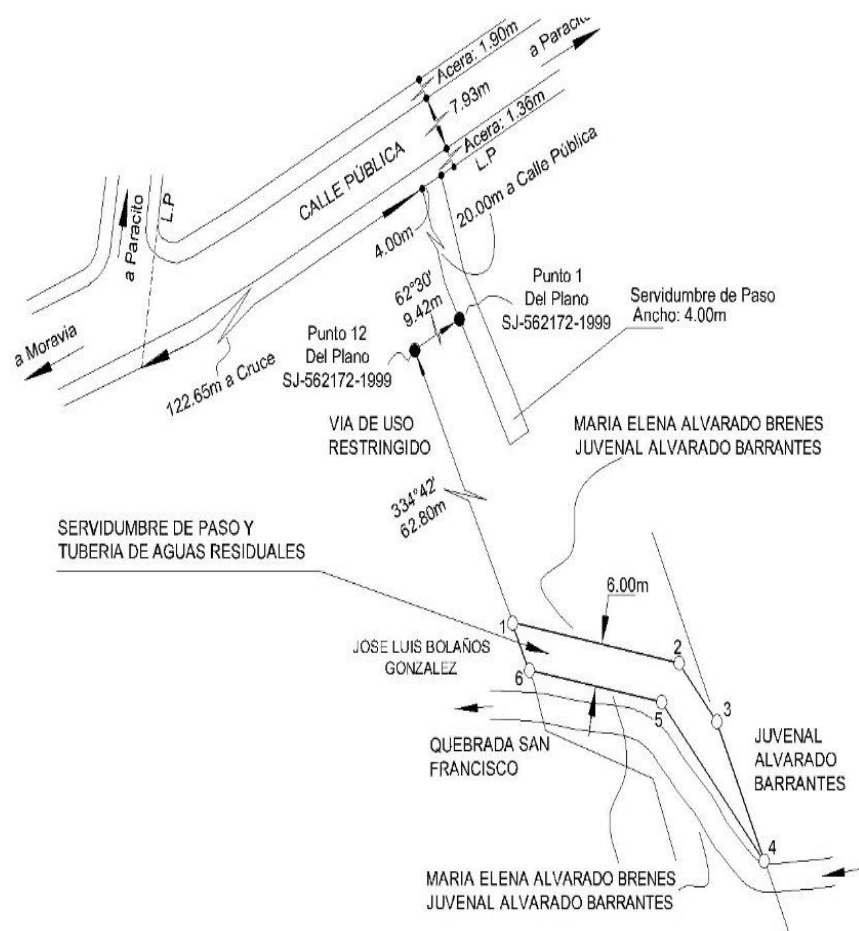 Acera: 1.90m
a Paracito
7.93m
Acera: 1.36m
L.P
CALLE PÚBLICA
20.00m a Calle Pública
4.00m
a Paracito
L.P
a Moravia
122.65m a Cruce
62°30'
9.42m
Punto 1
Del Plano
SJ-562172-1999
Punto 12
Del Plano
SJ-562172-1999
Servidumbre de Paso
Ancho: 4.00m
VIA DE USO
RESTRINGIDO
MARIA ELENA ALVARADO BRENES
JUVENAL ALVARADO BARRANTES
334°42'
62.80m
SERVIDUMBRE DE PASO Y
TUBERIA DE AGUAS RESIDUALES
6.00m
1
2
JOSE LUIS BOLAÑOS
GONZALEZ
6
5
3
QUEBRADA SAN
FRANCISCO
JUVENAL
ALVARADO
BARRANTES
4
MARIA ELENA ALVARADO BRENES
JUVENAL ALVARADO BARRANTES